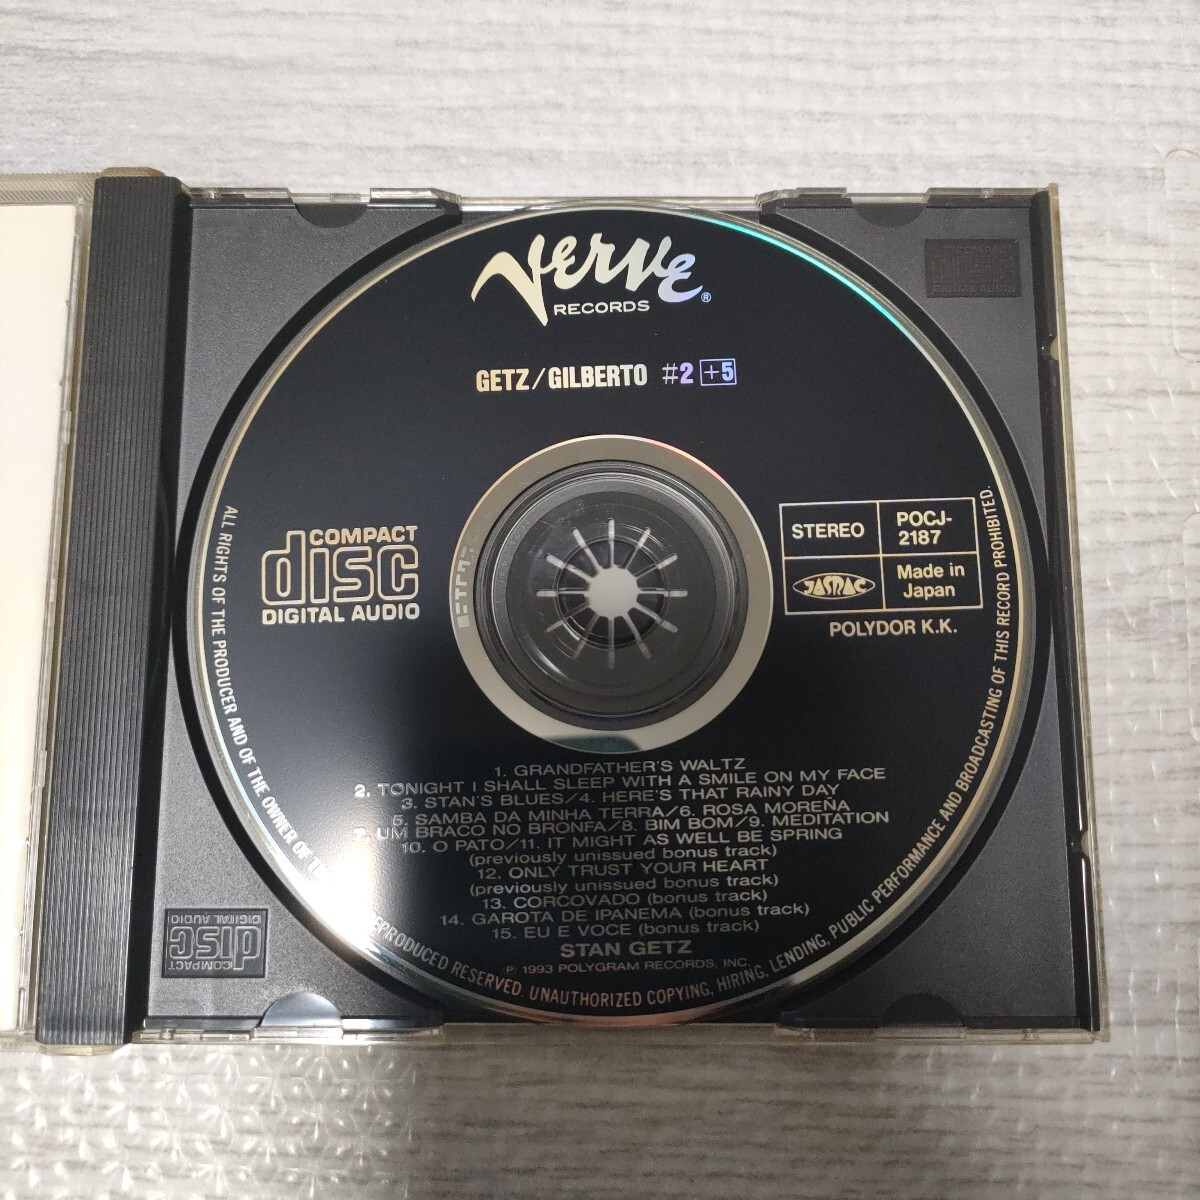 Verve®
RECORDS
GETZ/GILBERTO #2 +5
COMPACT
disc
DIGITAL AUDIO
STEREO
POCJ-
2187
JASRAC
Made in
Japan
POLYDOR K.K.
1. GRANDFATHER'S WALTZ
2. TONIGHT I SHALL SLEEP WITH A SMILE ON MY FACE
3. STAN'S BLUES/4. HERE'S THAT RAINY DAY
5. SAMBA DA MINHA TERRA/6. ROSA MOREÑA
7. UM BRACO NO BRONFA/8. BIM BOM/9. MEDITATION
10. O PATO/11. IT MIGHT AS WELL BE SPRING
(previously unissued bonus track)
12. ONLY TRUST YOUR HEART
(previously unissued bonus track)
13. CORCOVADO (bonus track)
14. GAROTA DE IPANEMA (bonus track)
15. EU E VOCE (bonus track)
STAN GETZ
℗ 1993 POLYGRAM RECORDS, INC.
ALL RIGHTS OF THE PRODUCER AND OF THE OWNER OF REPRODUCED RESERVED. UNAUTHORIZED COPYING, HIRING, LENDING, PUBLIC PERFORMANCE AND BROADCASTING OF THIS RECORD PROHIBITED.
COMPACT
disc
DIGITAL AUDIO
COMPACT
disc
DIGITAL AUDIO